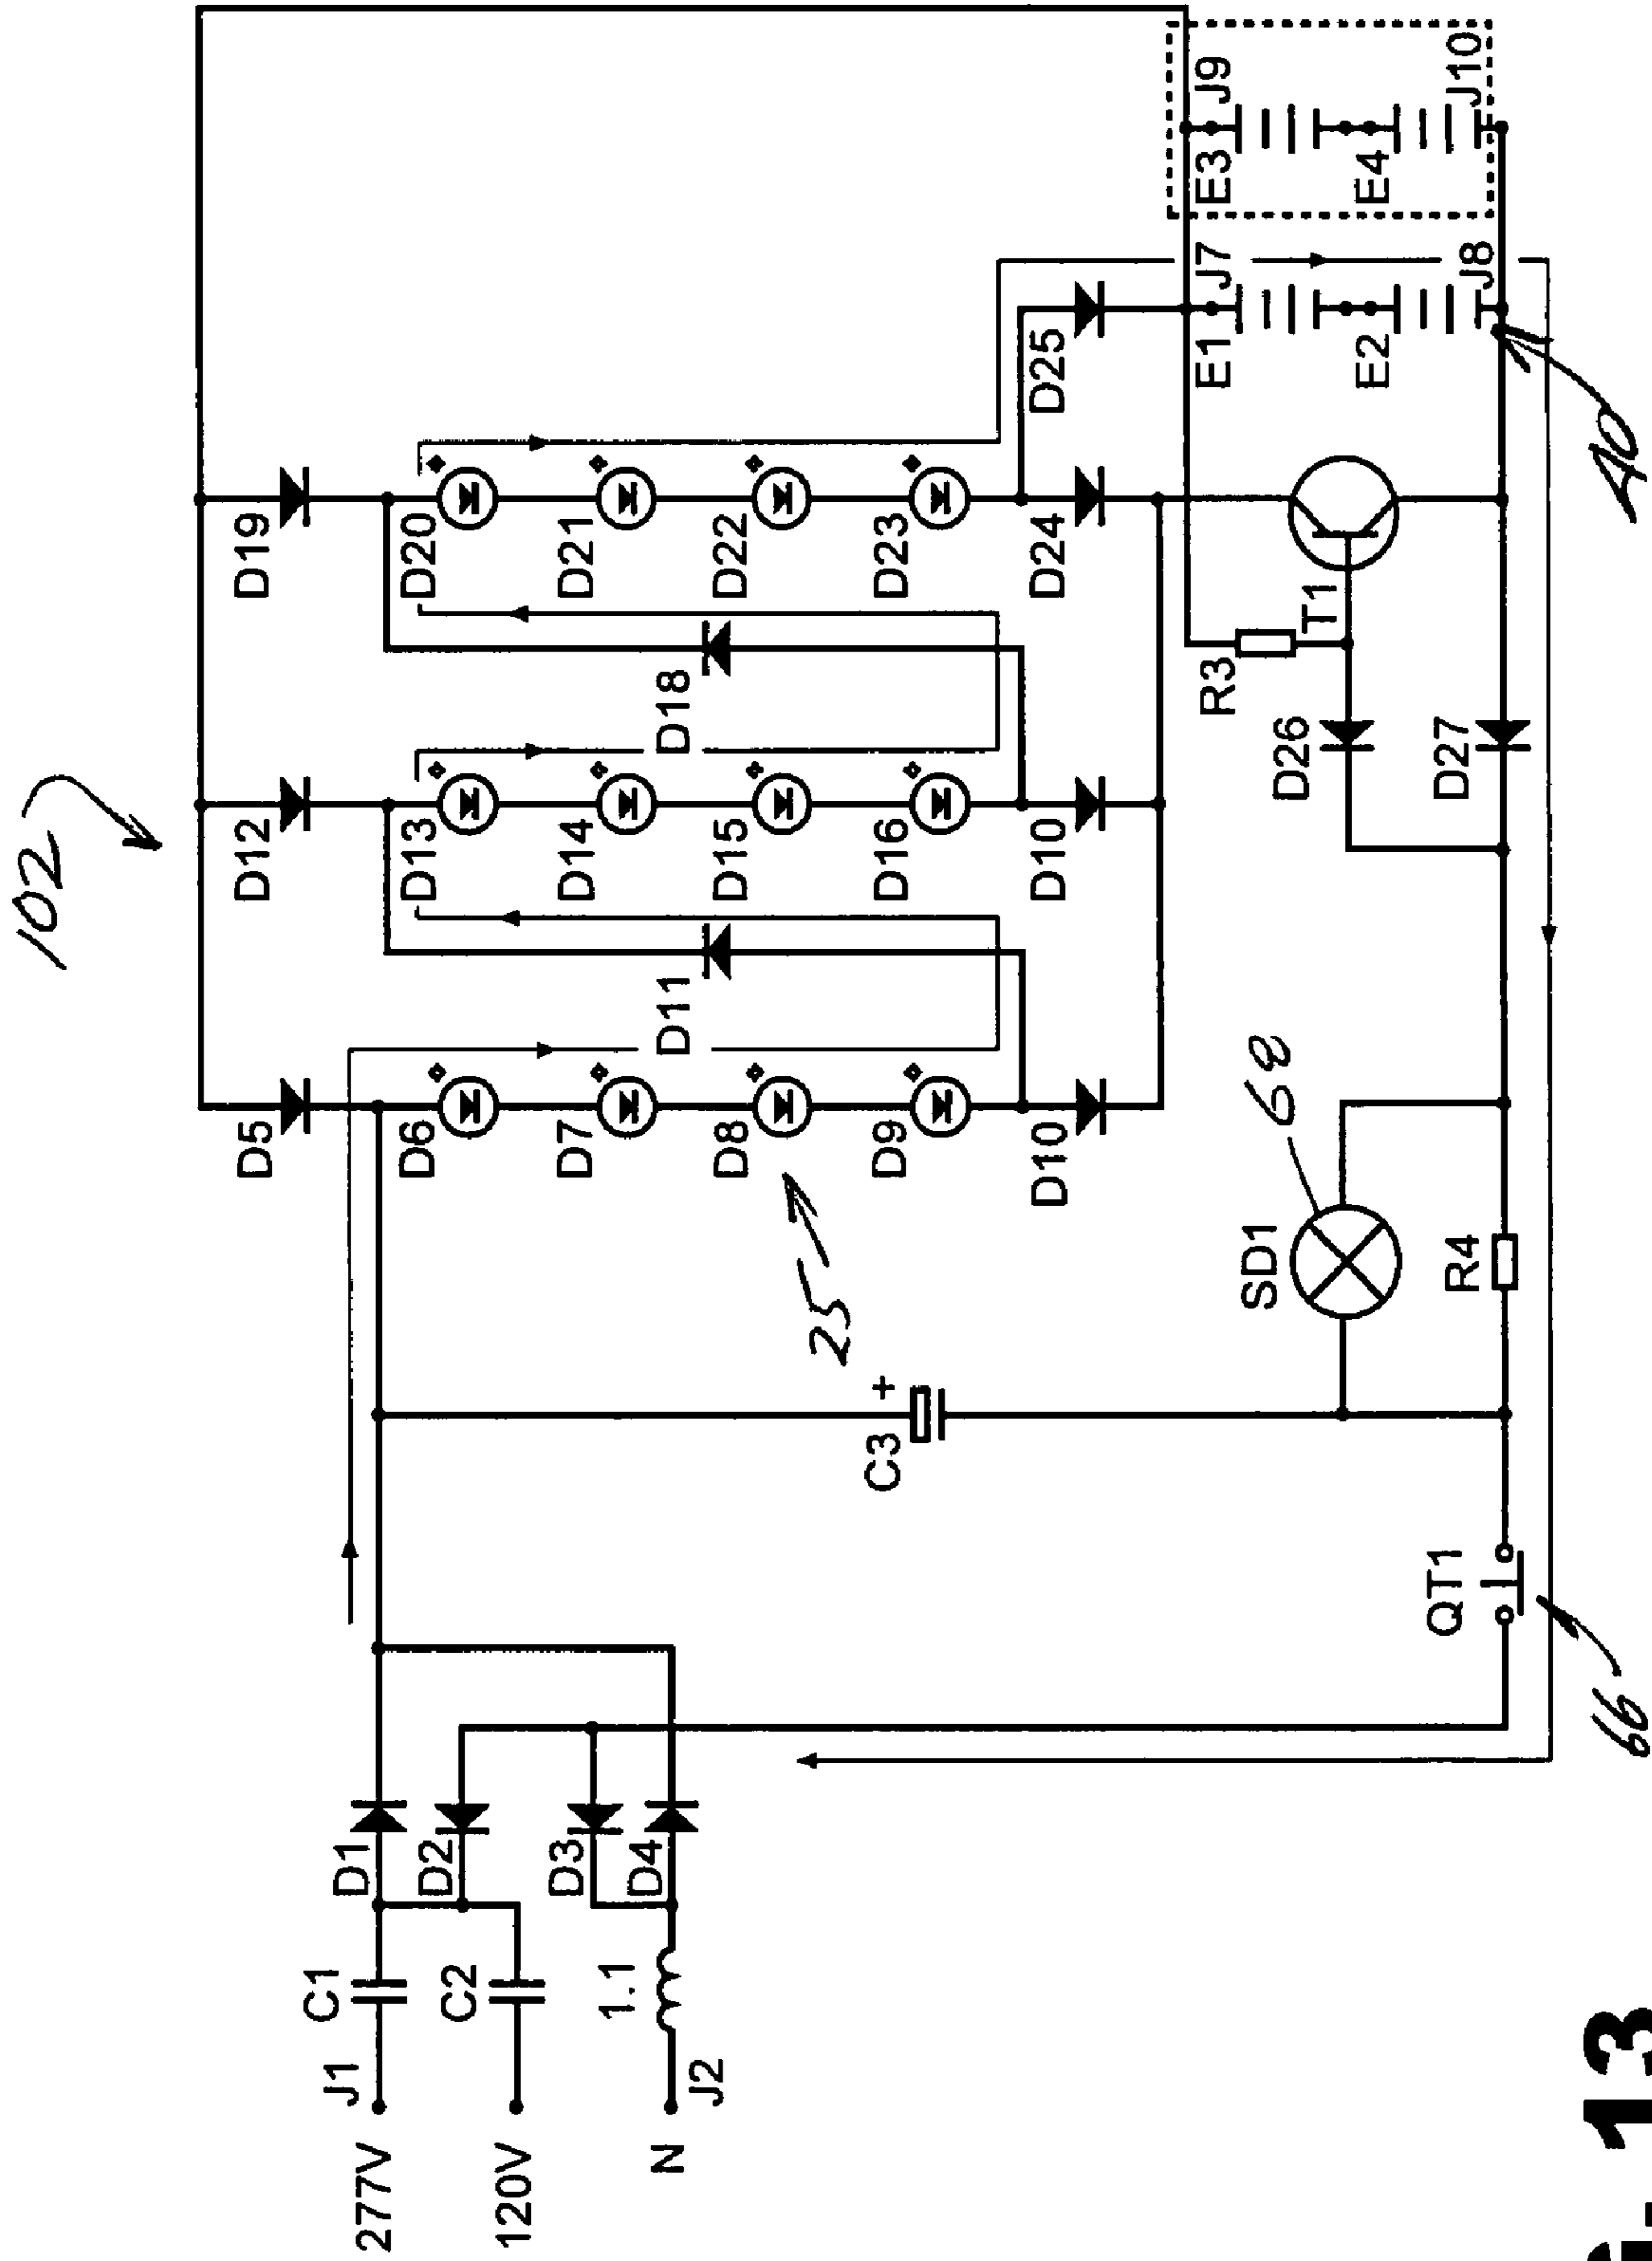 102
D5
D12
D19
277V
J1
C1
D1
D6
D13
D20
120V
C2
D2
D7
D14
D21
N
J2
1.1
D3
D4
D8
D11
D15
D18
D22
25
D9
D16
D23
C3
+
D10
D10
D24
D25
SD1
68
R3
T1
D26
E1
J7
E3
J9
E2
E4
QT1
R4
D27
J8
J10
66
40
13